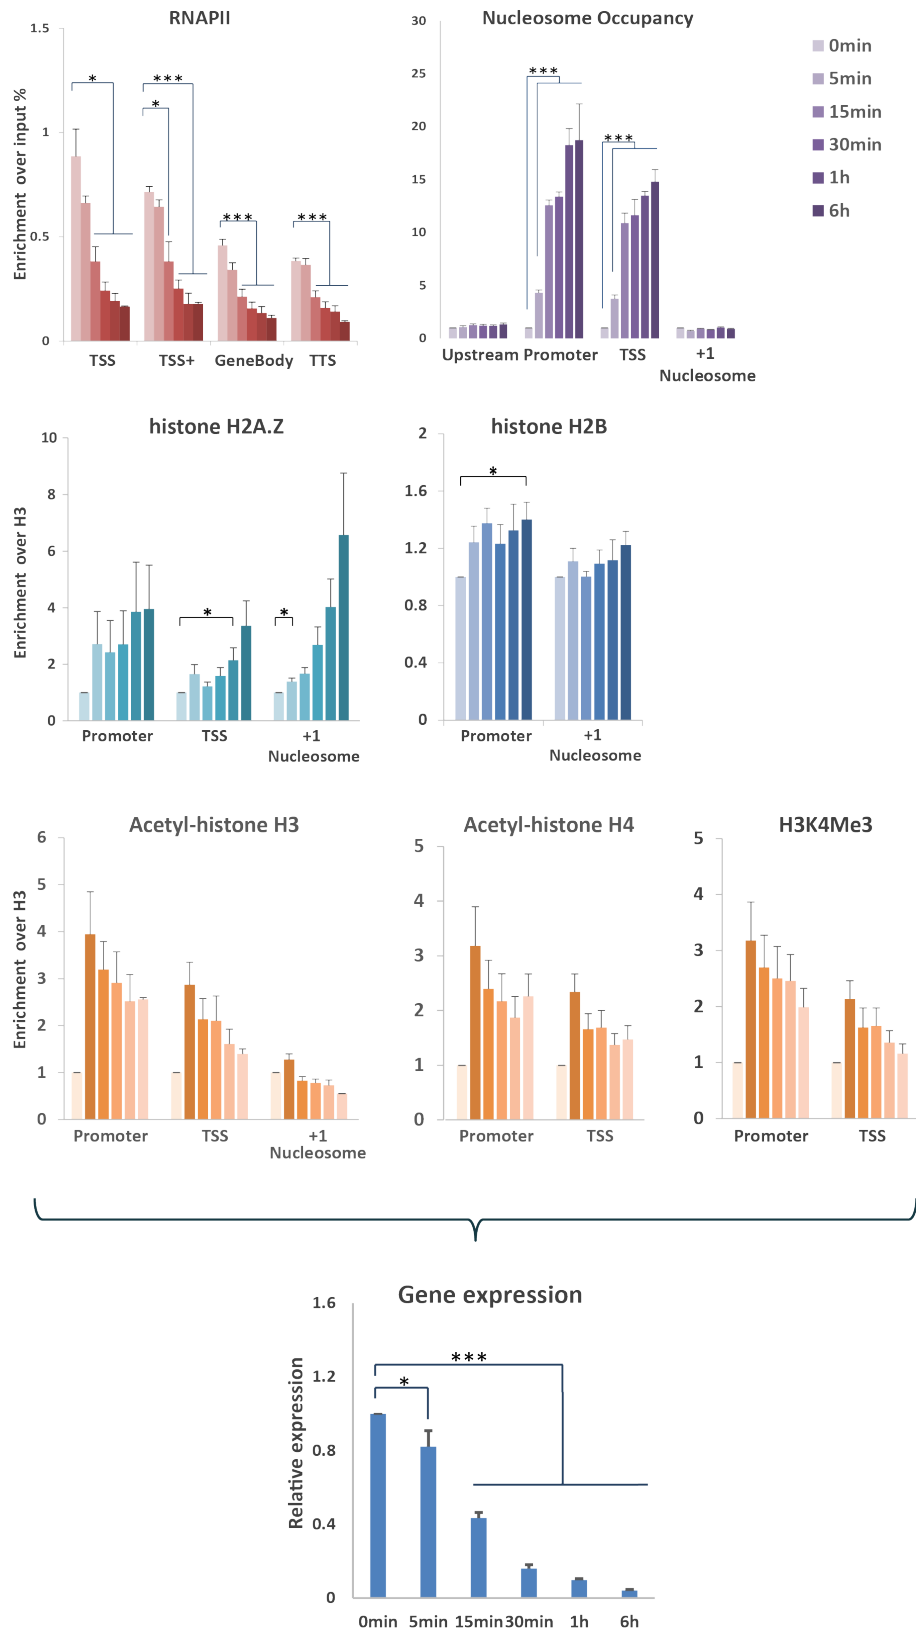 RNAPII
Nucleosome Occupancy
Enrichment over input %
1.5
1
0.5
0
*
***
*
***
***
TSS
TSS+
GeneBody
TTS
30
25
20
15
10
5
0
***
***
Upstream
Promoter
TSS
+1
Nucleosome
0min
5min
15min
30min
1h
6h
histone H2A.Z
histone H2B
Enrichment over H3
10
8
6
4
2
0
*
*
Promoter
TSS
+1
Nucleosome
2
1.6
1.2
0.8
0.4
0
*
Promoter
+1
Nucleosome
Acetyl-histone H3
Acetyl-histone H4
H3K4Me3
Enrichment over H3
6
5
4
3
2
1
0
Promoter
TSS
+1
Nucleosome
5
4
3
2
1
0
Promoter
TSS
5
4
3
2
1
0
Promoter
TSS
Gene expression
Relative expression
1.6
1.2
0.8
0.4
0
***
*
0min
5min
15min
30min
1h
6h